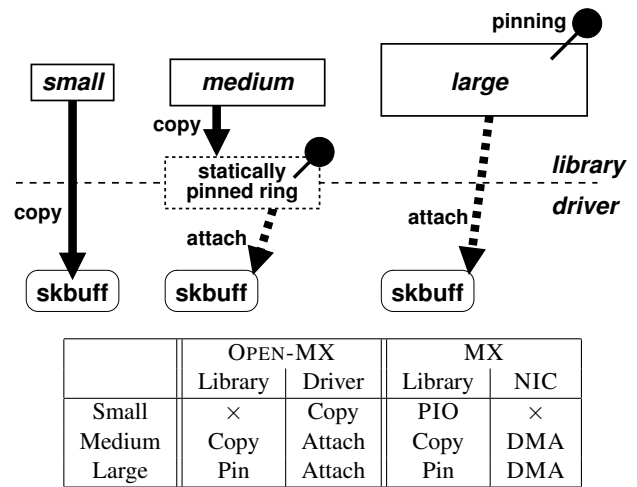 pinning
small
medium
large
copy
statically
pinned ring
library
driver
copy
attach
attach
skbuff
skbuff
skbuff
OPEN-MX MX
Library Driver Library NIC
Small × Copy PIO ×
Medium Copy Attach Copy DMA
Large Pin Attach Pin DMA